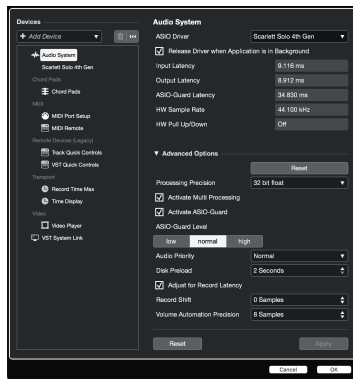 Devices
+ Add Device
Audio System
Scarlett Solo 4th Gen
Chord Pads
Chord Pads
MIDI
MIDI Port Setup
MIDI Remote
Remote Devices (Legacy)
Track Quick Controls
VST Quick Controls
Transport
Record Time Max
Time Display
Video
Video Player
VST System Link
Audio System
ASIO Driver Scarlett Solo 4th Gen
Release Driver when Application is in Background
Input Latency 9.116 ms
Output Latency 8.912 ms
ASIO-Guard Latency 34.830 ms
HW Sample Rate 44.100 kHz
HW Pull Up/Down Off
Advanced Options
Reset
Processing Precision 32 bit float
Activate Multi Processing
Activate ASIO-Guard
ASIO-Guard Level
low normal high
Audio Priority Normal
Disk Preload 2 Seconds
Adjust for Record Latency
Record Shift 0 Samples
Volume Automation Precision 8 Samples
Reset Apply
Cancel OK